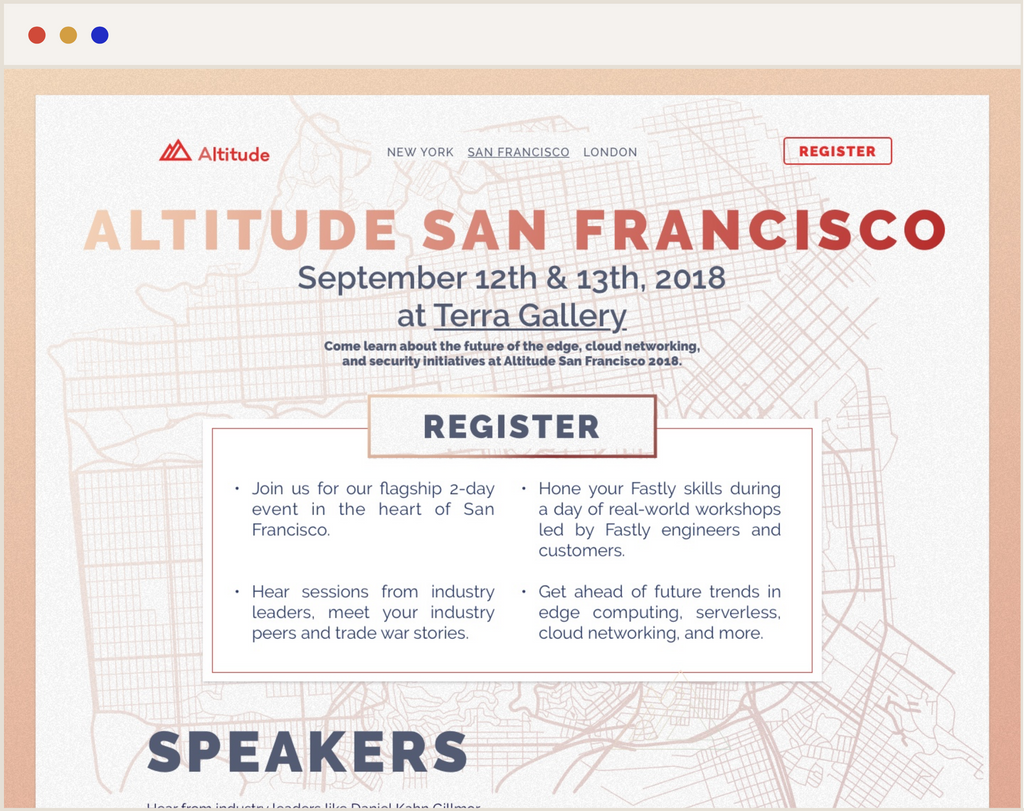 Altitude
NEW YORK SAN FRANCISCO LONDON
REGISTER
ALTITUDE SAN FRANCISCO
September 12th & 13th, 2018
at Terra Gallery
Come learn about the future of the edge, cloud networking,
and security initiatives at Altitude San Francisco 2018.
REGISTER
• Join us for our flagship 2-day
event in the heart of San
Francisco.
• Hone your Fastly skills during
a day of real-world workshops
led by Fastly engineers and
customers.
• Hear sessions from industry
leaders, meet your industry
peers and trade war stories.
• Get ahead of future trends in
edge computing, serverless,
cloud networking, and more.
SPEAKERS
Hear from industry leaders like Daniel Kahn Gillmor